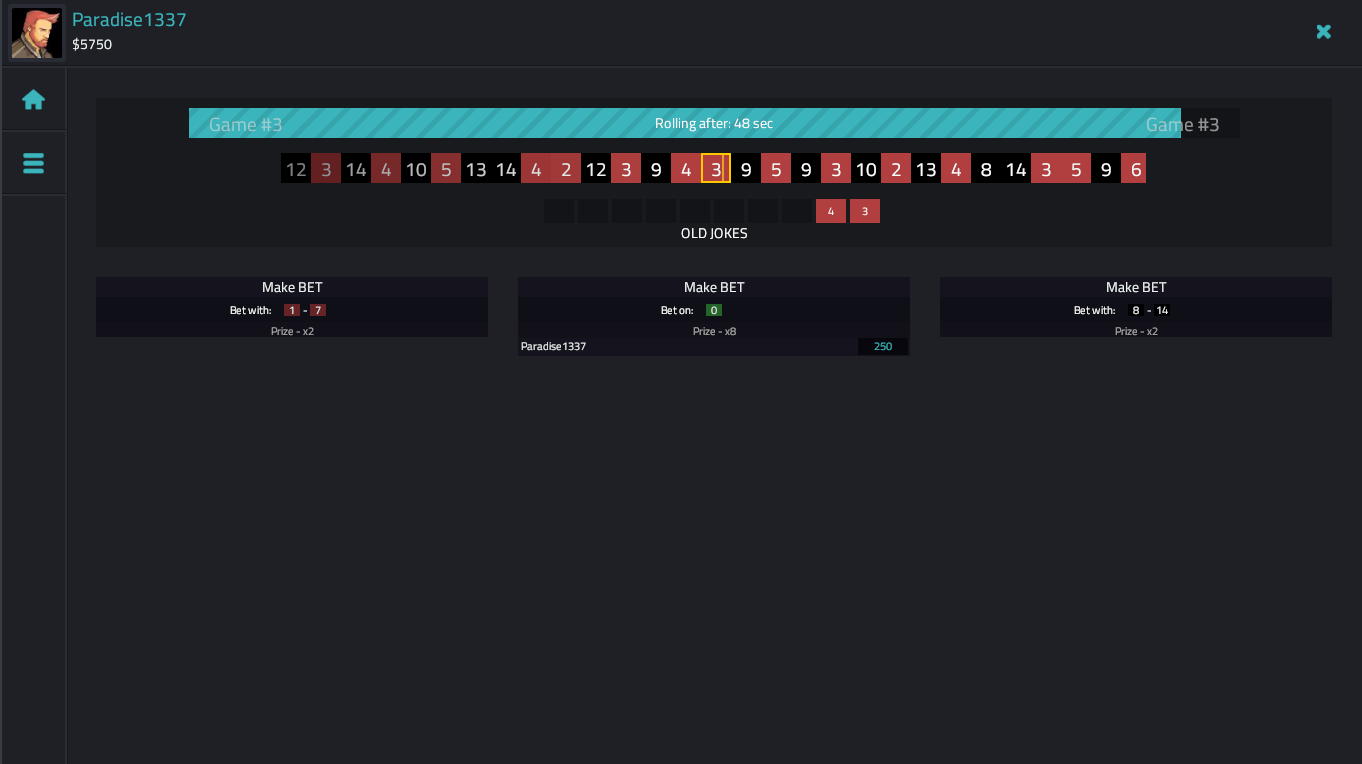 Paradise1337
$5750
Game #3 Rolling after: 48 sec Game #3
12 3 14 4 10 5 13 14 4 2 12 3 9 4 3 9 5 9 3 10 2 13 4 8 14 3 5 9 6
4 3
OLD JOKES
Make BET Make BET Make BET
Bet with: 1 - 7 Bet on: 0 Bet with: 8 - 14
Prize - x2 Prize - x8 Prize - x2
Paradise1337 250